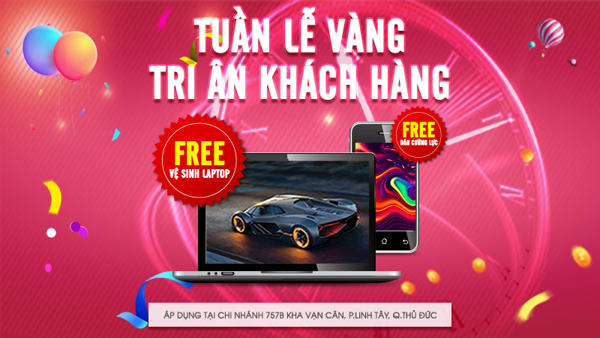 TUẦN LỄ VÀNG
TRI ÂN KHÁCH HÀNG
FREE
VỆ SINH LAPTOP
FREE
DÁN CƯỜNG LỰC
ÁP DỤNG TẠI CHI NHÁNH 757B KHA VẠN CÂN, P.LINH TÂY, Q.THỦ ĐỨC